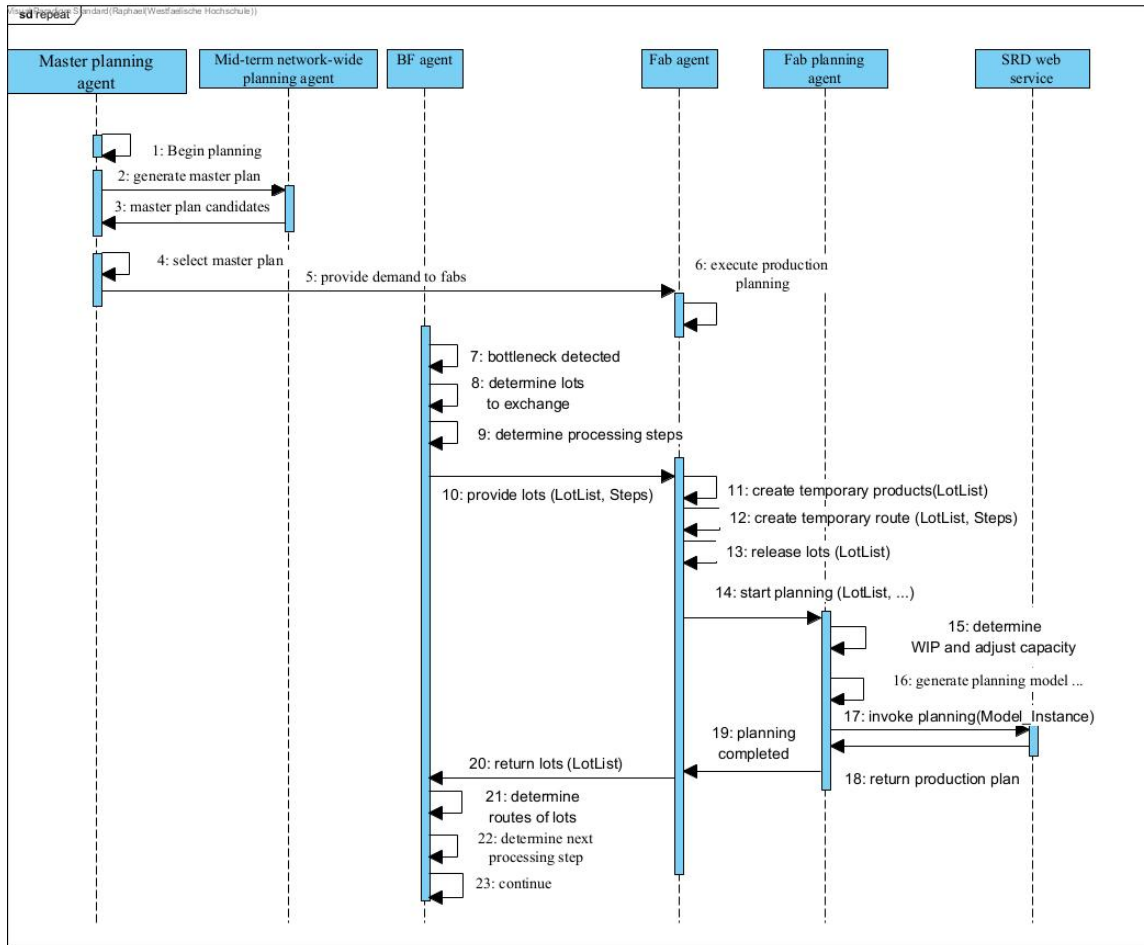 Visual Paradigm Standard(Raphael(Westfaelische Hochschule))
sd repeat
Master planning
agent
Mid-term network-wide
planning agent
BF agent
Fab agent
Fab planning
agent
SRD web
service
1: Begin planning
2: generate master plan
3: master plan candidates
4: select master plan
5: provide demand to fabs
6: execute production
planning
7: bottleneck detected
8: determine lots
to exchange
9: determine processing steps
10: provide lots (LotList, Steps)
11: create temporary products(LotList)
12: create temporary route (LotList, Steps)
13: release lots (LotList)
14: start planning (LotList, ...)
15: determine
WIP and adjust capacity
16: generate planning model ...
17: invoke planning(Model_Instance)
18: return production plan
19: planning
completed
20: return lots (LotList)
21: determine
routes of lots
22: determine next
processing step
23: continue